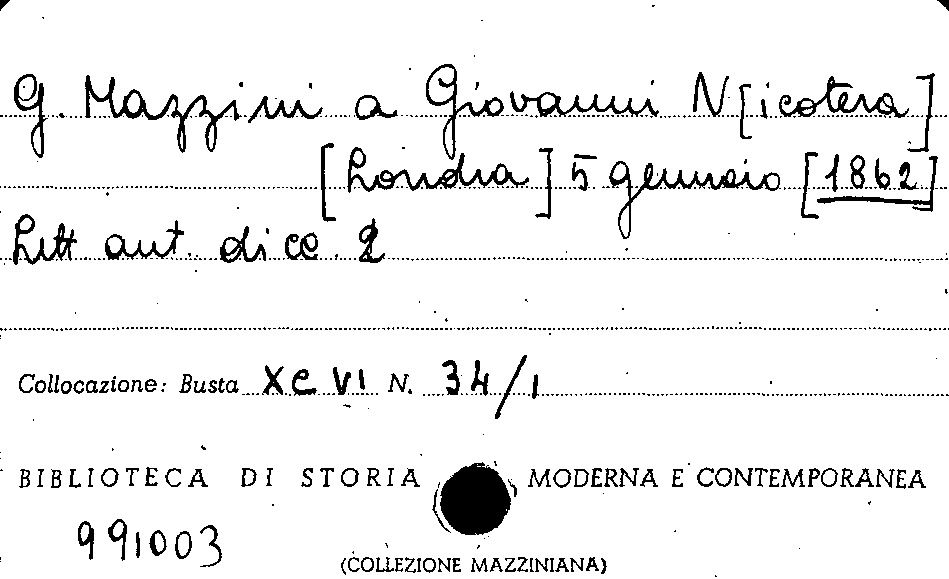 G. Mazzini a Giovanni N[icotera]
[Londra] 5 gennaio [1862]
Lett. aut. di cc. 2
Collocazione: Busta XCVI N. 34/1
BIBLIOTECA DI STORIA MODERNA E CONTEMPORANEA
991003
(COLLEZIONE MAZZINIANA)